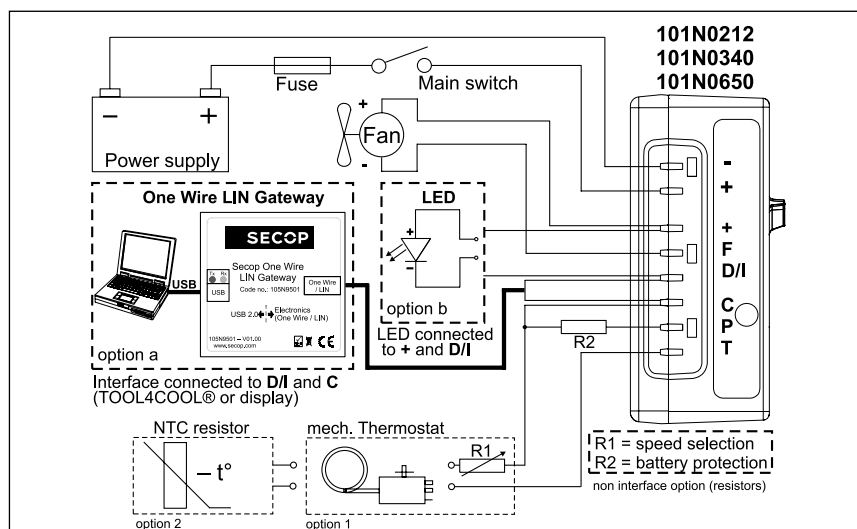 101N0212
101N0340
101N0650
Fuse
Main switch
– +
Power supply
+
Fan
-
One Wire LIN Gateway
SECOP
Tx Rx
USB
USB
Secop One Wire
LIN Gateway
Code no.: 105N9501
One Wire
/ LIN
USB 2.0
Electronics
(One Wire / LIN)
105N9501 – V01.00
www.secop.com
CE
option a
Interface connected to D/I and C
(TOOL4COOL® or display)
LED
+
–
option b
LED connected
to + and D/I
-
+
+
F
D/I
C
P
T
R2
NTC resistor
– t°
option 2
mech. Thermostat
R1
option 1
R1 = speed selection
R2 = battery protection
non interface option (resistors)